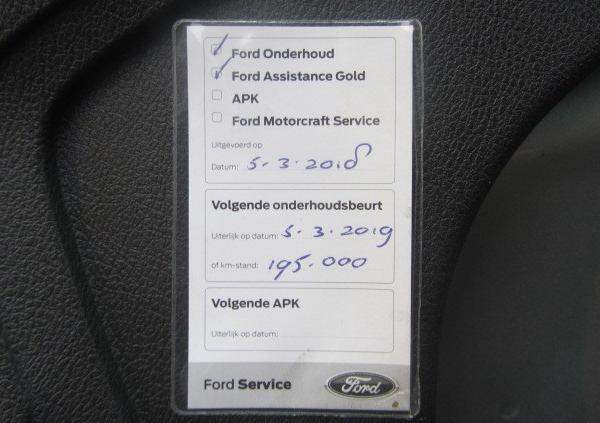 Ford Onderhoud
Ford Assistance Gold
APK
Ford Motorcraft Service
Uitgevoerd op
Datum: 5-3-2018
Volgende onderhoudsbeurt
Uiterlijk op datum: 5-3-2019
of km-stand: 195.000
Volgende APK
Uiterlijk op datum:
Ford Service
Ford